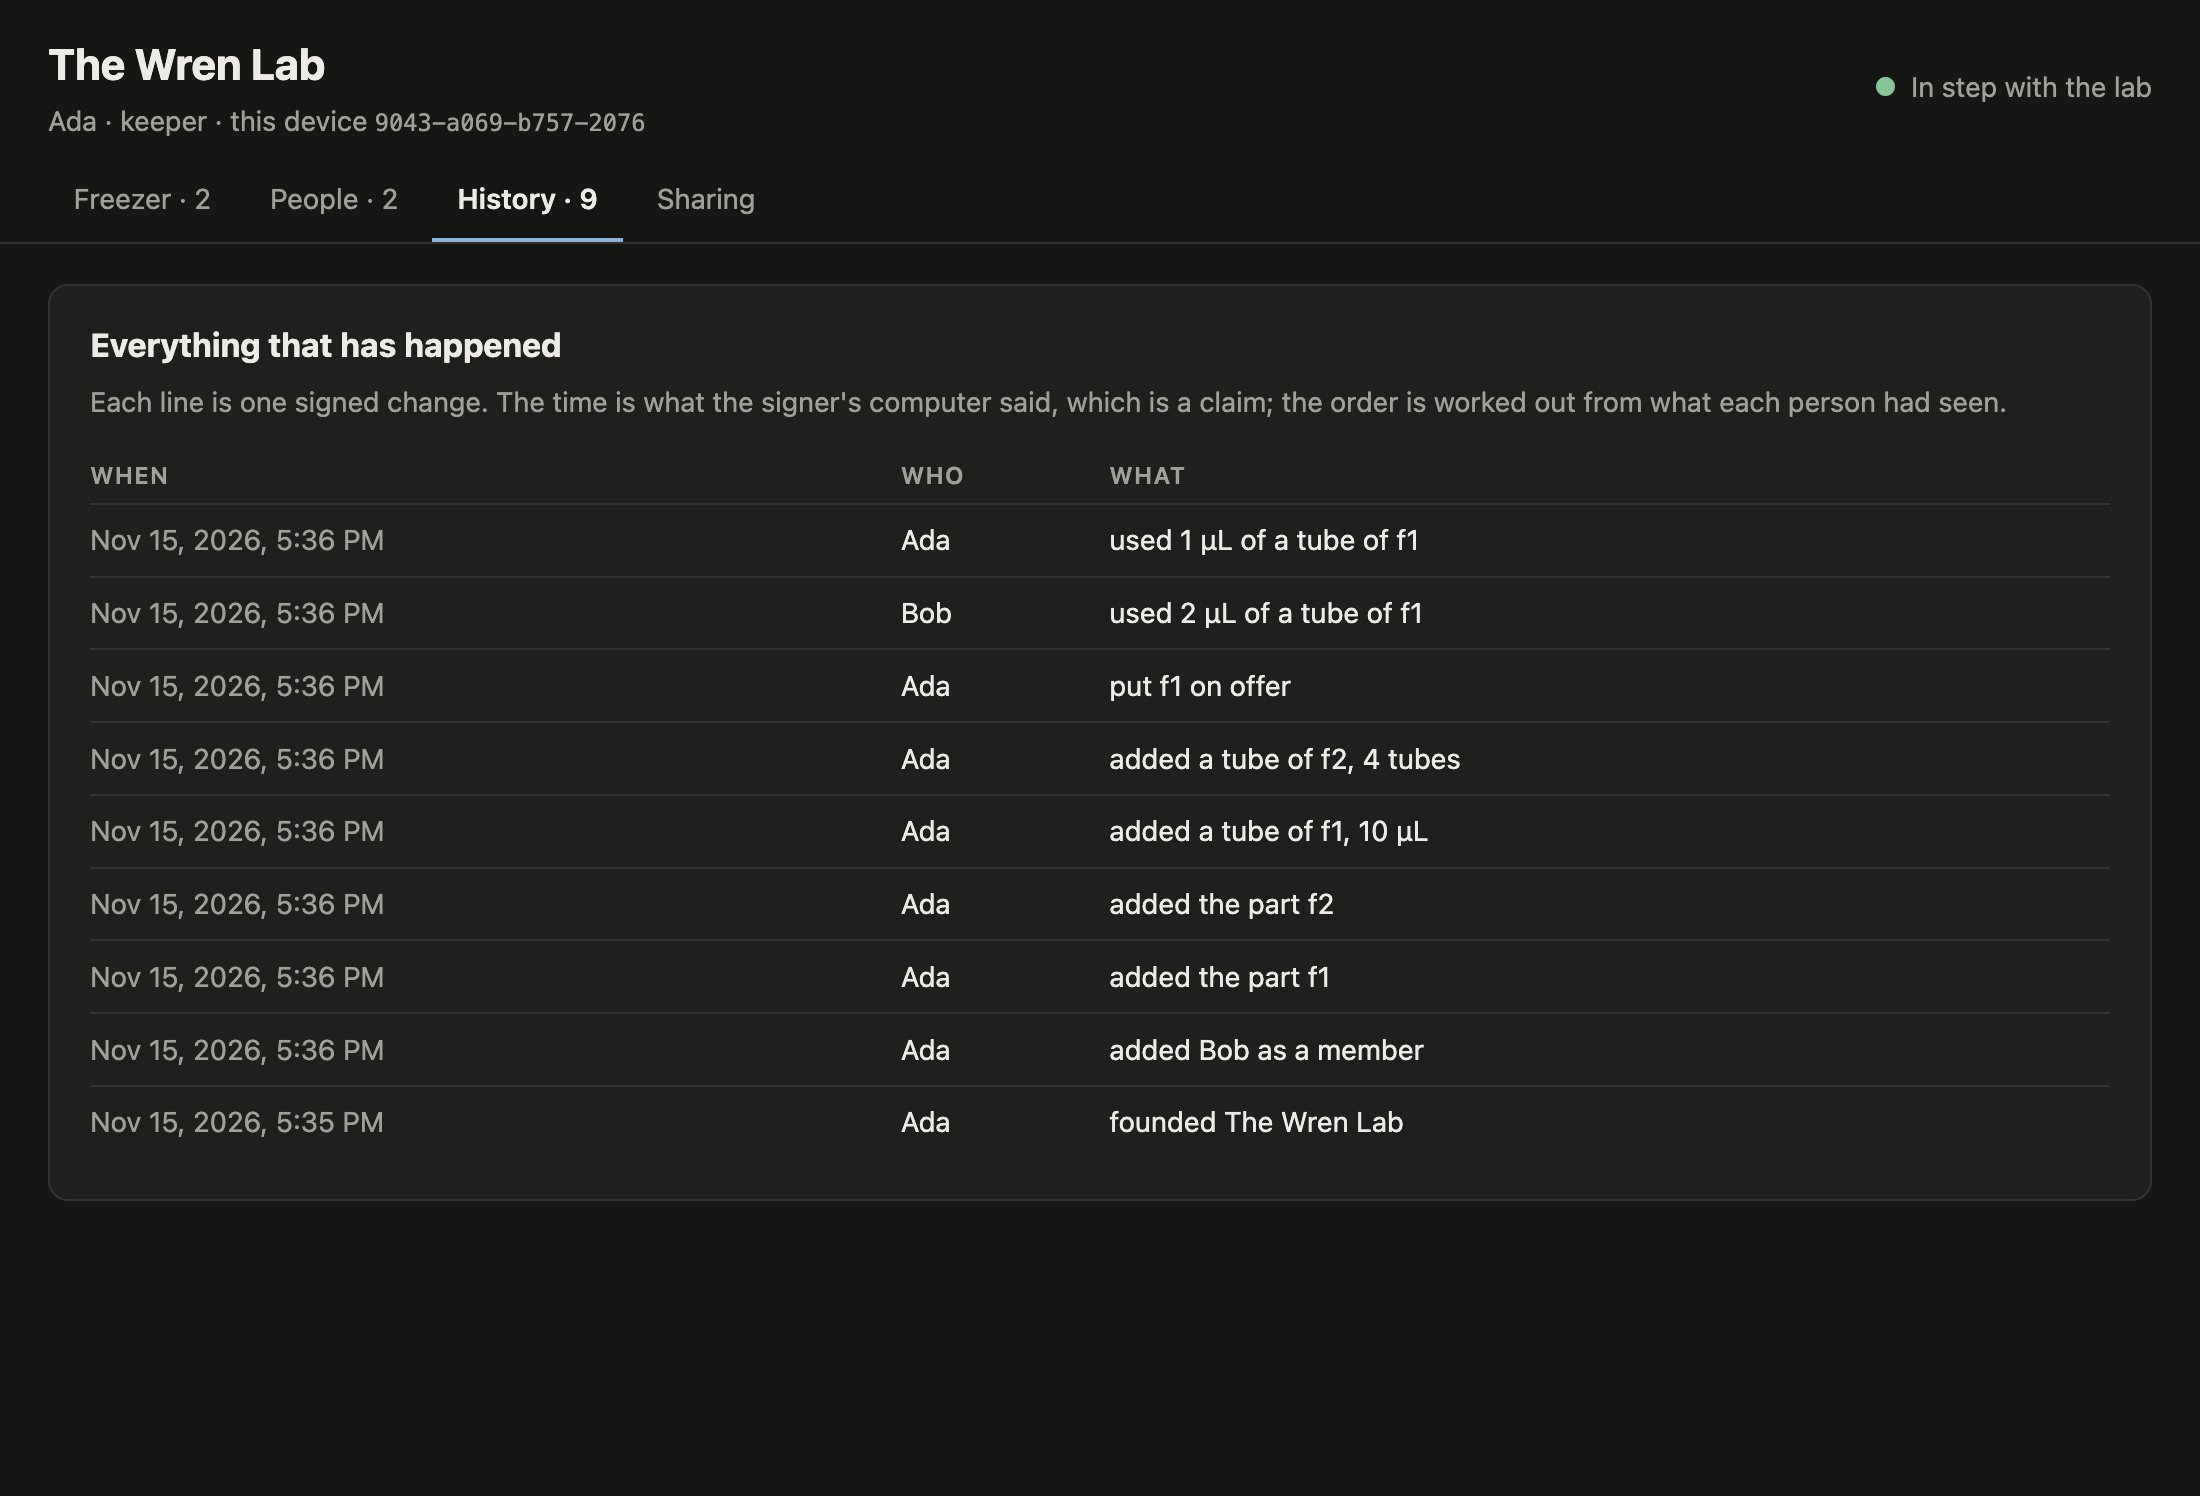 The Wren Lab
Ada · keeper · this device 9043-a069-b757-2076
In step with the lab
Freezer · 2 People · 2 History · 9 Sharing
Everything that has happened
Each line is one signed change. The time is what the signer's computer said, which is a claim; the order is worked out from what each person had seen.
WHEN WHO WHAT
Nov 15, 2026, 5:36 PM Ada used 1 µL of a tube of f1
Nov 15, 2026, 5:36 PM Bob used 2 µL of a tube of f1
Nov 15, 2026, 5:36 PM Ada put f1 on offer
Nov 15, 2026, 5:36 PM Ada added a tube of f2, 4 tubes
Nov 15, 2026, 5:36 PM Ada added a tube of f1, 10 µL
Nov 15, 2026, 5:36 PM Ada added the part f2
Nov 15, 2026, 5:36 PM Ada added the part f1
Nov 15, 2026, 5:36 PM Ada added Bob as a member
Nov 15, 2026, 5:35 PM Ada founded The Wren Lab